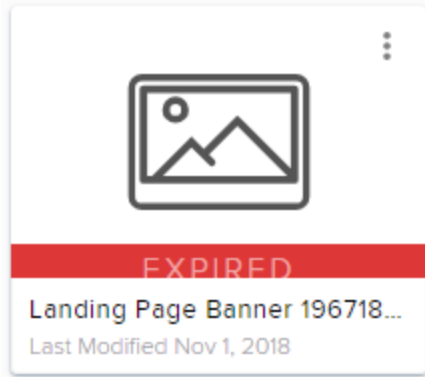 EXPIRED
Landing Page Banner 196718...
Last Modified Nov 1, 2018